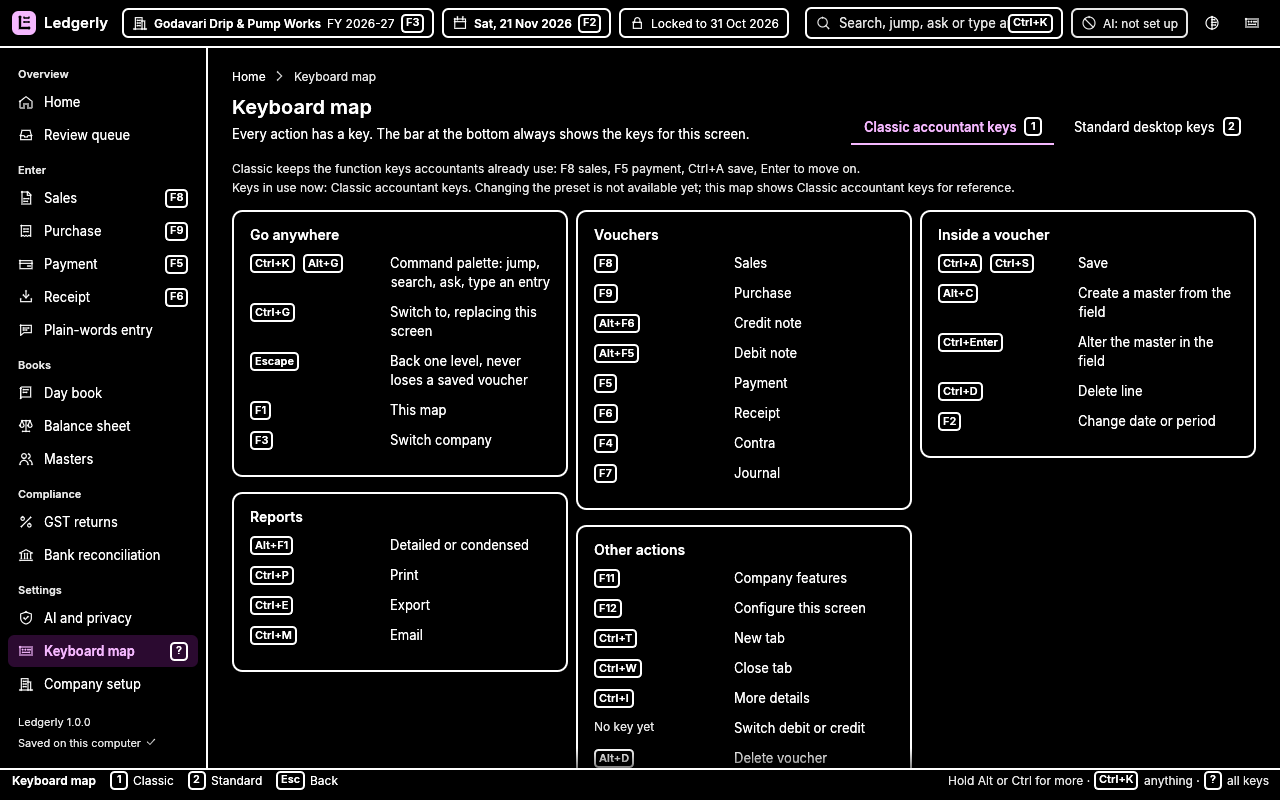 Ledgerly
Godavari Drip & Pump Works FY 2026-27 F3
Sat, 21 Nov 2026 F2
Locked to 31 Oct 2026
Search, jump, ask or type a Ctrl+K
AI: not set up
Overview
Home
Review queue
Enter
Sales F8
Purchase F9
Payment F5
Receipt F6
Plain-words entry
Books
Day book
Balance sheet
Masters
Compliance
GST returns
Bank reconciliation
Settings
AI and privacy
Keyboard map ?
Company setup
Ledgerly 1.0.0
Saved on this computer
Home > Keyboard map
Keyboard map
Every action has a key. The bar at the bottom always shows the keys for this screen.
Classic accountant keys 1
Standard desktop keys 2
Classic keeps the function keys accountants already use: F8 sales, F5 payment, Ctrl+A save, Enter to move on.
Keys in use now: Classic accountant keys. Changing the preset is not available yet; this map shows Classic accountant keys for reference.
Go anywhere
Ctrl+K Alt+G Command palette: jump,
search, ask, type an entry
Ctrl+G Switch to, replacing this
screen
Escape Back one level, never
loses a saved voucher
F1 This map
F3 Switch company
Reports
Alt+F1 Detailed or condensed
Ctrl+P Print
Ctrl+E Export
Ctrl+M Email
Vouchers
F8 Sales
F9 Purchase
Alt+F6 Credit note
Alt+F5 Debit note
F5 Payment
F6 Receipt
F4 Contra
F7 Journal
Other actions
F11 Company features
F12 Configure this screen
Ctrl+T New tab
Ctrl+W Close tab
Ctrl+I More details
No key yet Switch debit or credit
Alt+D Delete voucher
Inside a voucher
Ctrl+A Ctrl+S Save
Alt+C Create a master from the
field
Ctrl+Enter Alter the master in the
field
Ctrl+D Delete line
F2 Change date or period
Keyboard map 1 Classic 2 Standard Esc Back
Hold Alt or Ctrl for more · Ctrl+K anything · ? all keys